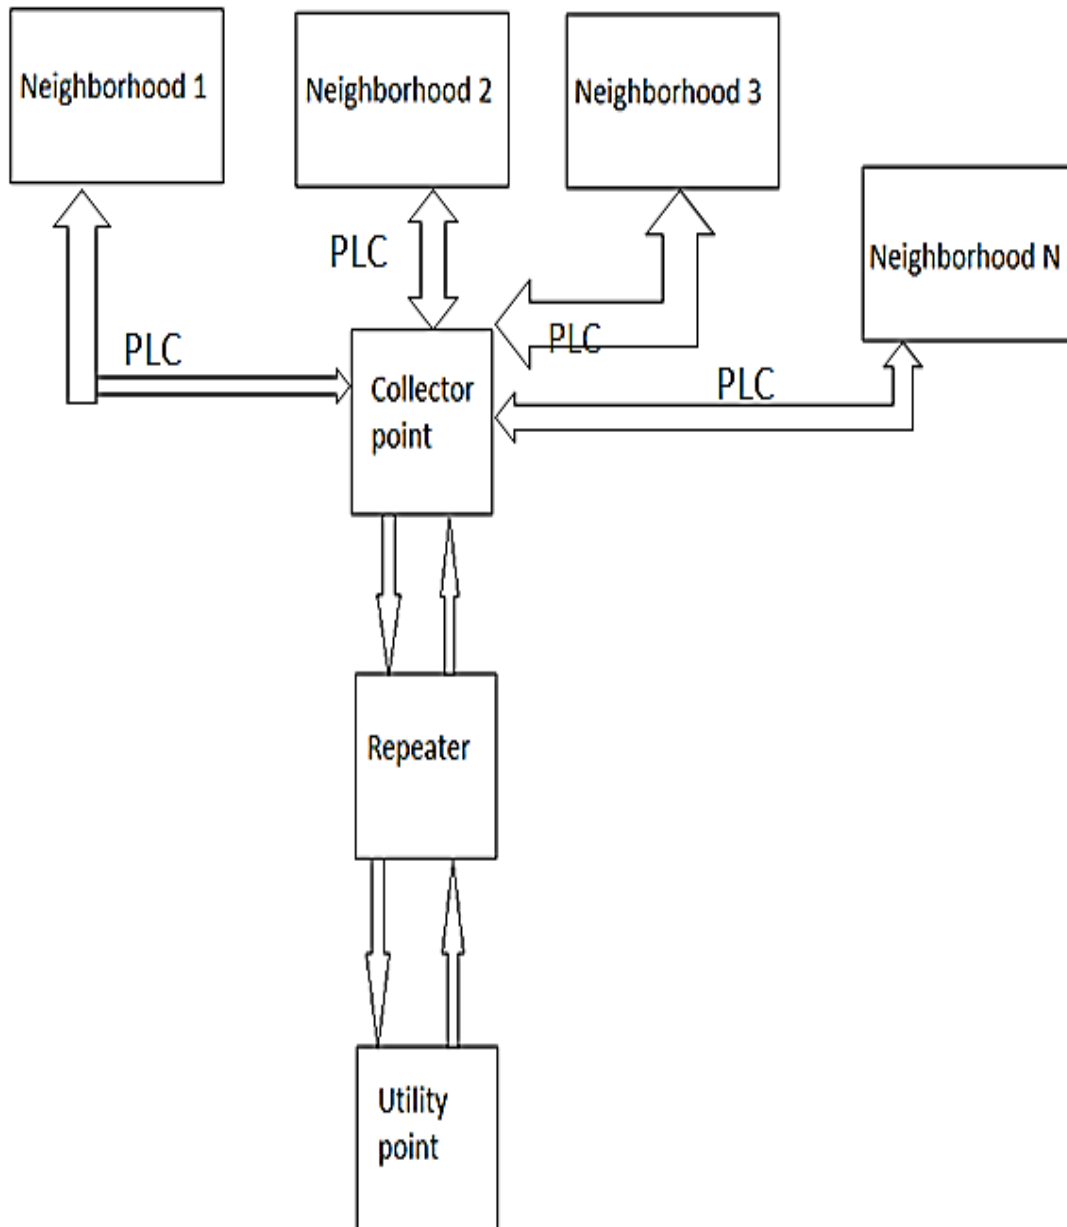 Neighborhood 1
Neighborhood 2
Neighborhood 3
Neighborhood N
PLC
PLC
PLC
PLC
Collector
point
Repeater
Utility
point